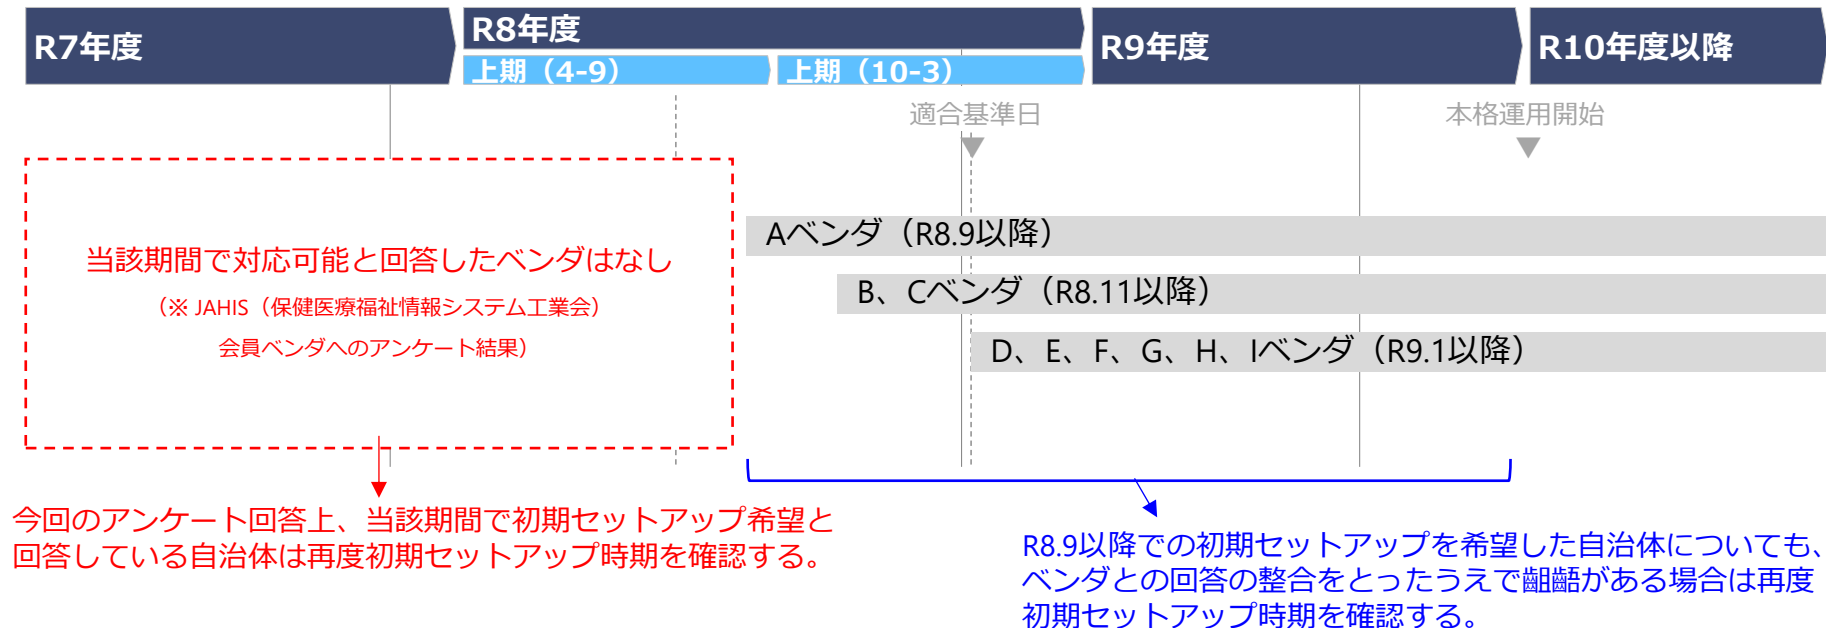 R7年度
R8年度
R9年度
R10年度以降
上期（4-9）
上期（10-3）
適合基準日
本格運用開始
Aベンダ（R8.9以降）
B、Cベンダ（R8.11以降）
D、E、F、G、H、Iベンダ（R9.1以降）
当該期間で対応可能と回答したベンダはなし
（※ JAHIS（保健医療福祉情報システム工業会）
会員ベンダへのアンケート結果）
今回のアンケート回答上、当該期間で初期セットアップ希望と
回答している自治体は再度初期セットアップ時期を確認する。
R8.9以降での初期セットアップを希望した自治体についても、
ベンダとの回答の整合をとったうえで齟齬がある場合は再度
初期セットアップ時期を確認する。